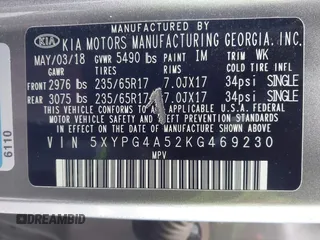 KIA KIA MOTORS MANUFACTURING GEORGIA, INC.
MAY/03/18 GVWR 5490 lbs PAINT IM TRIM WK
GAWR TIRES RIMS COLD TIRE INFL
FRONT 2976 lbs 235/65R17 7.0JX17 34psi SINGLE
REAR 3075 lbs 235/65R17 7.0JX17 34psi SINGLE
THIS VEHICLE CONFORMS TO ALL APPLICABLE
FEDERAL MOTOR VEHICLE SAFETY, BUMPER,
AND THEFT PREVENTION STANDARDS IN EFFECT
ON THE DATE OF MANUFACTURE SHOWN ABOVE.
VIN 5XYPG4A52KG469230
MPV
6110
DREAMBID